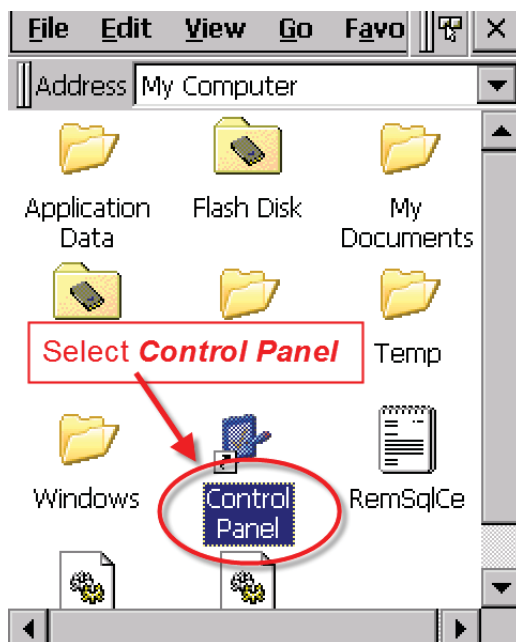 File Edit View Go Favo
Address My Computer
Application Data
Flash Disk
My Documents
Select Control Panel
Temp
Windows
Control Panel
RemSqlCe